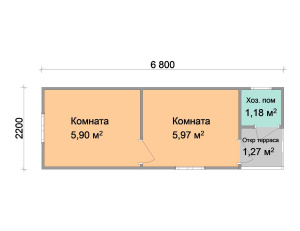 6 800
2200
Комната
5,90 м²
Комната
5,97 м²
Хоз. пом
1,18 м²
Откр терраса
1,27 м²